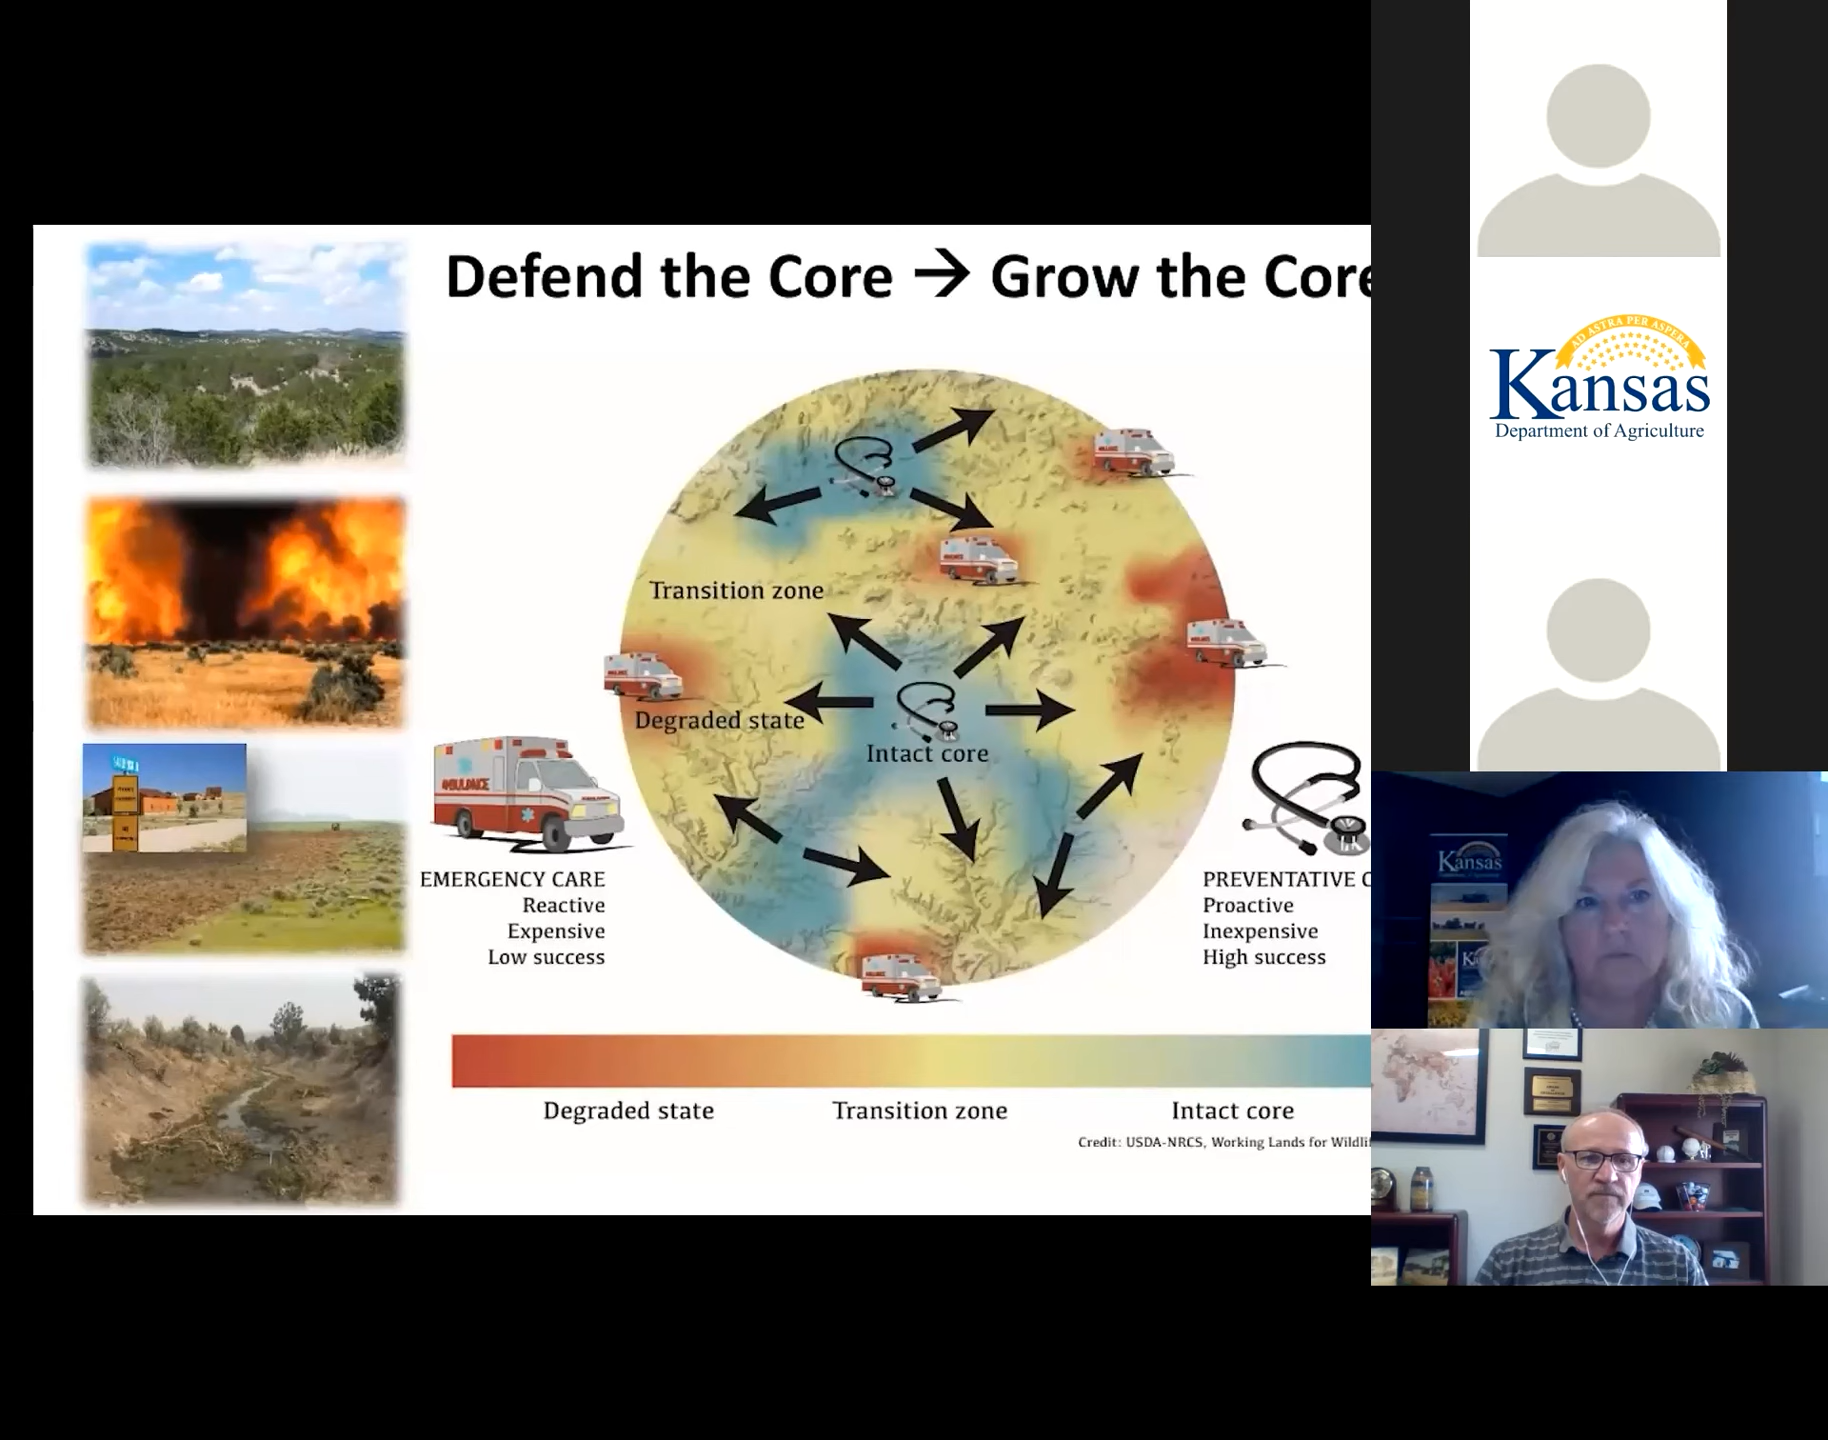 Defend the Core → Grow the Core
Transition zone
Degraded state
Intact core
AMBULANCE
EMERGENCY CARE
Reactive
Expensive
Low success
PREVENTATIVE C
Proactive
Inexpensive
High success
Degraded state
Transition zone
Intact core
Credit: USDA-NRCS, Working Lands for Wildli
AD ASTRA PER ASPERA
Kansas
Department of Agriculture
Kansas